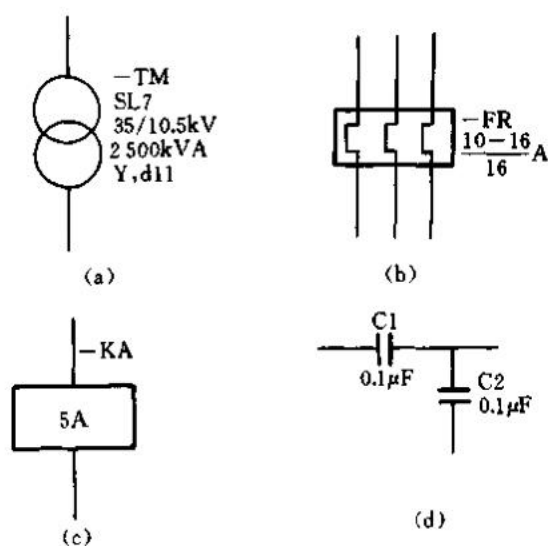 -TM
SL7
35/10.5kV
2 500kVA
Y,d11
(a)
-FR
10-16
16
A
(b)
-KA
5A
(c)
C1
0.1μF
C2
0.1μF
(d)